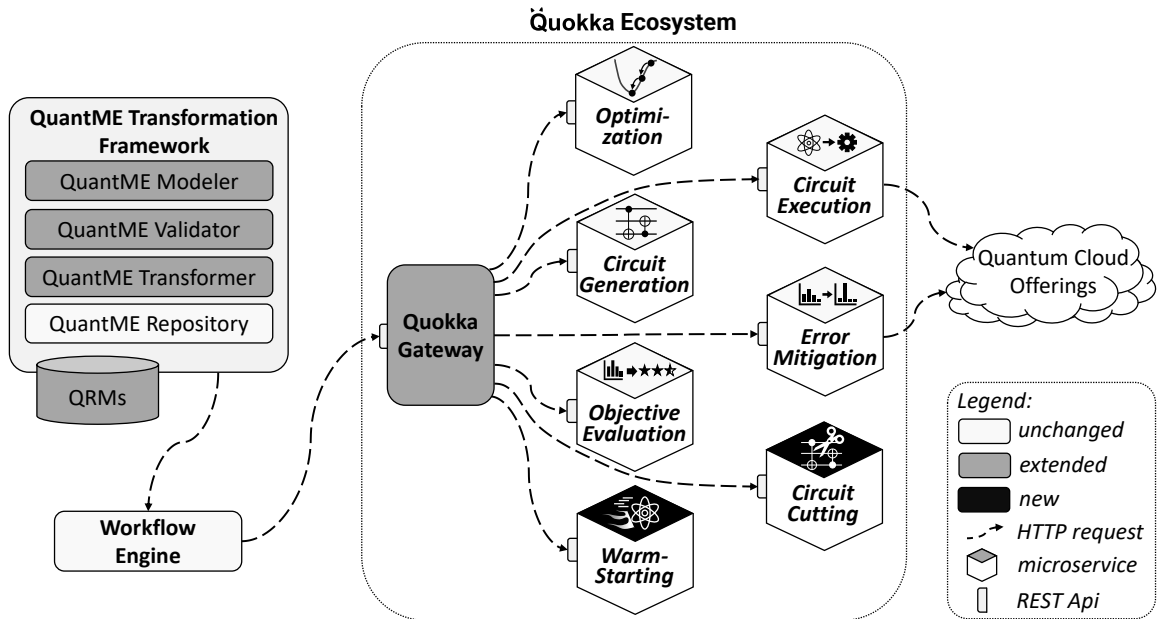 Quokka Ecosystem
QuantME Transformation
Framework
QuantME Modeler
QuantME Validator
QuantME Transformer
QuantME Repository
QRMs
Workflow
Engine
Quokka
Gateway
Optimi-
zation
Circuit
Execution
Circuit
Generation
Error
Mitigation
Objective
Evaluation
Circuit
Cutting
Warm-
Starting
Quantum Cloud
Offerings
Legend:
unchanged
extended
new
HTTP request
microservice
REST Api